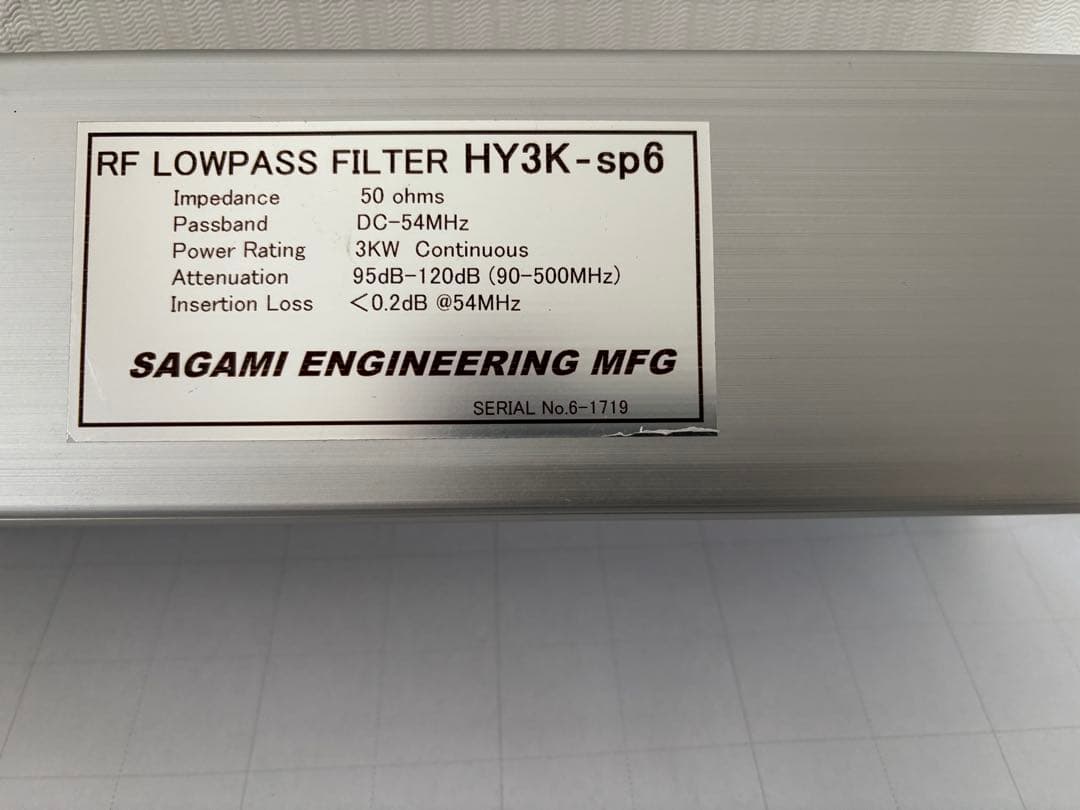 RF LOWPASS FILTER HY3K-sp6
Impedance 50 ohms
Passband DC-54MHz
Power Rating 3KW Continuous
Attenuation 95dB-120dB (90-500MHz)
Insertion Loss <0.2dB @54MHz
SAGAMI ENGINEERING MFG
SERIAL No.6-1719